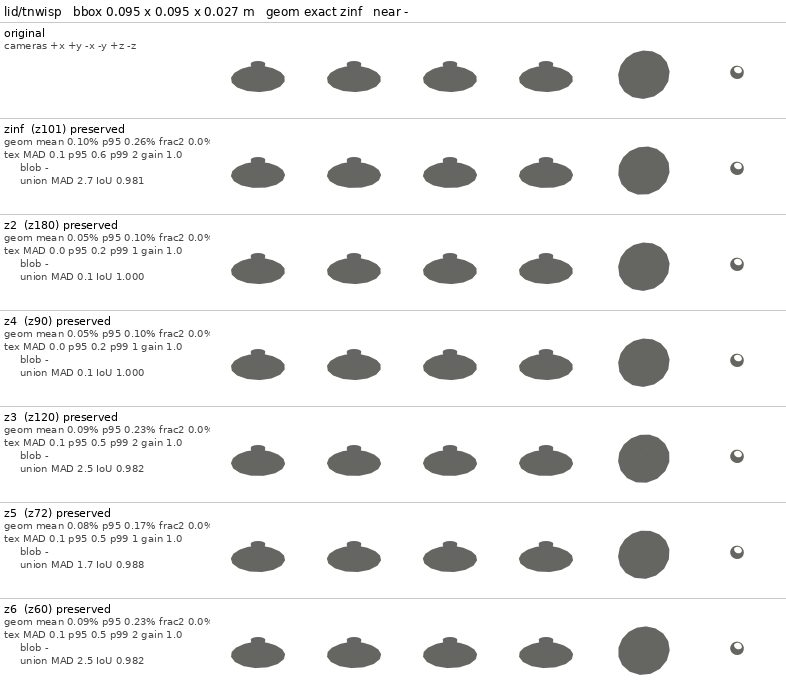 lid/tnwisp bbox 0.095 x 0.095 x 0.027 m geom exact zinf near -
original
cameras +x +y -x -y +z -z
zinf (z101) preserved
geom mean 0.10% p95 0.26% frac2 0.0%
tex MAD 0.1 p95 0.6 p99 2 gain 1.0
blob -
union MAD 2.7 IoU 0.981
z2 (z180) preserved
geom mean 0.05% p95 0.10% frac2 0.0%
tex MAD 0.0 p95 0.2 p99 1 gain 1.0
blob -
union MAD 0.1 IoU 1.000
z4 (z90) preserved
geom mean 0.05% p95 0.10% frac2 0.0%
tex MAD 0.0 p95 0.2 p99 1 gain 1.0
blob -
union MAD 0.1 IoU 1.000
z3 (z120) preserved
geom mean 0.09% p95 0.23% frac2 0.0%
tex MAD 0.1 p95 0.5 p99 2 gain 1.0
blob -
union MAD 2.5 IoU 0.982
z5 (z72) preserved
geom mean 0.08% p95 0.17% frac2 0.0%
tex MAD 0.1 p95 0.5 p99 1 gain 1.0
blob -
union MAD 1.7 IoU 0.988
z6 (z60) preserved
geom mean 0.09% p95 0.23% frac2 0.0%
tex MAD 0.1 p95 0.5 p99 2 gain 1.0
blob -
union MAD 2.5 IoU 0.982